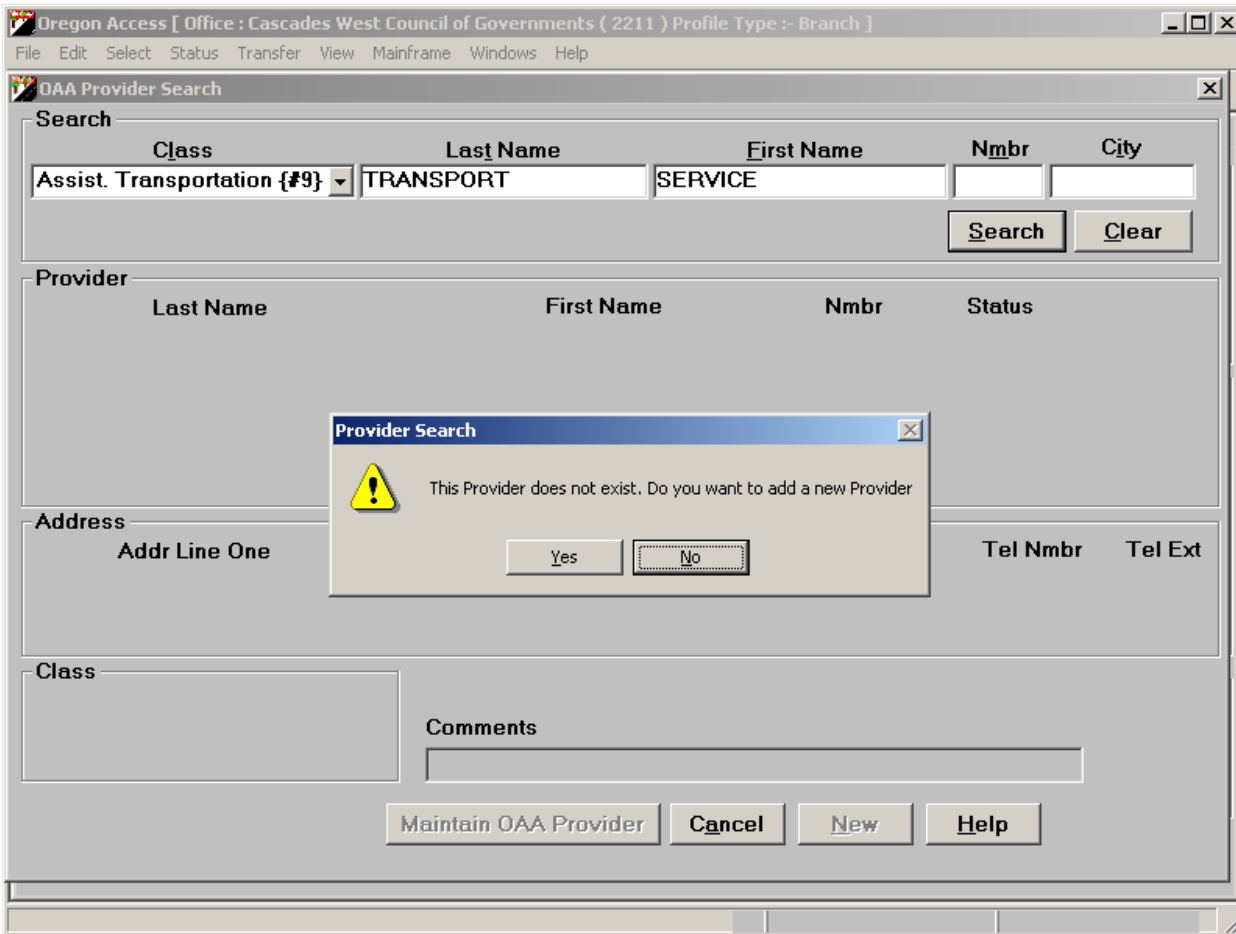 Oregon Access [ Office : Cascades West Council of Governments ( 2211 ) Profile Type :- Branch ]
File Edit Select Status Transfer View Mainframe Windows Help
OAA Provider Search
Search
Class Last Name First Name Nmbr City
Assist. Transportation {#9} TRANSPORT SERVICE
Search Clear
Provider
Last Name First Name Nmbr Status
Provider Search
This Provider does not exist. Do you want to add a new Provider
Yes No
Address
Addr Line One Tel Nmbr Tel Ext
Class
Comments
Maintain OAA Provider Cancel New Help